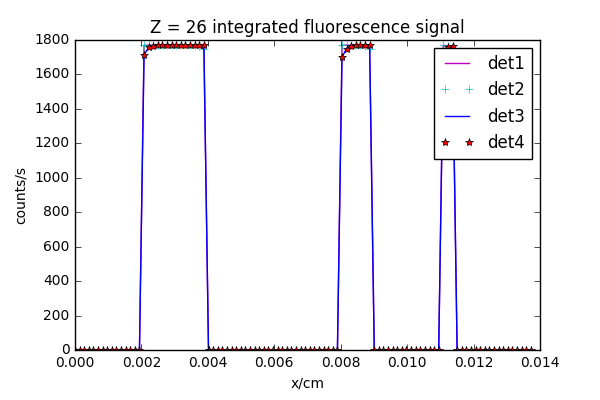 Z = 26 integrated fluorescence signal
1800
1600
1400
1200
1000
800
600
400
200
0
counts/s
det1
det2
det3
det4
0.000 0.002 0.004 0.006 0.008 0.010 0.012 0.014
x/cm